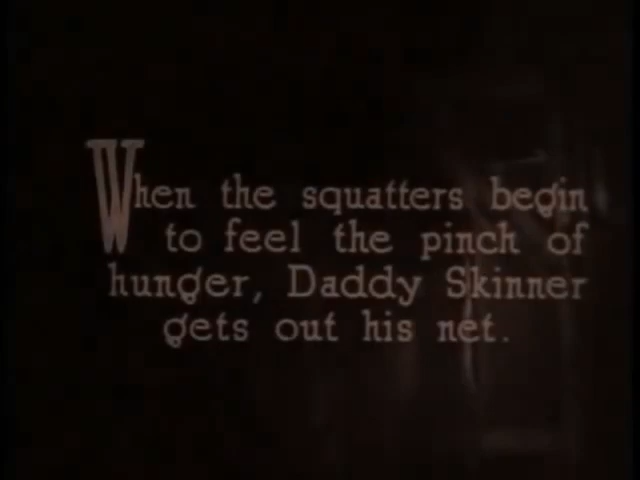 When the squatters begin
to feel the pinch of
hunger, Daddy Skinner
gets out his net.